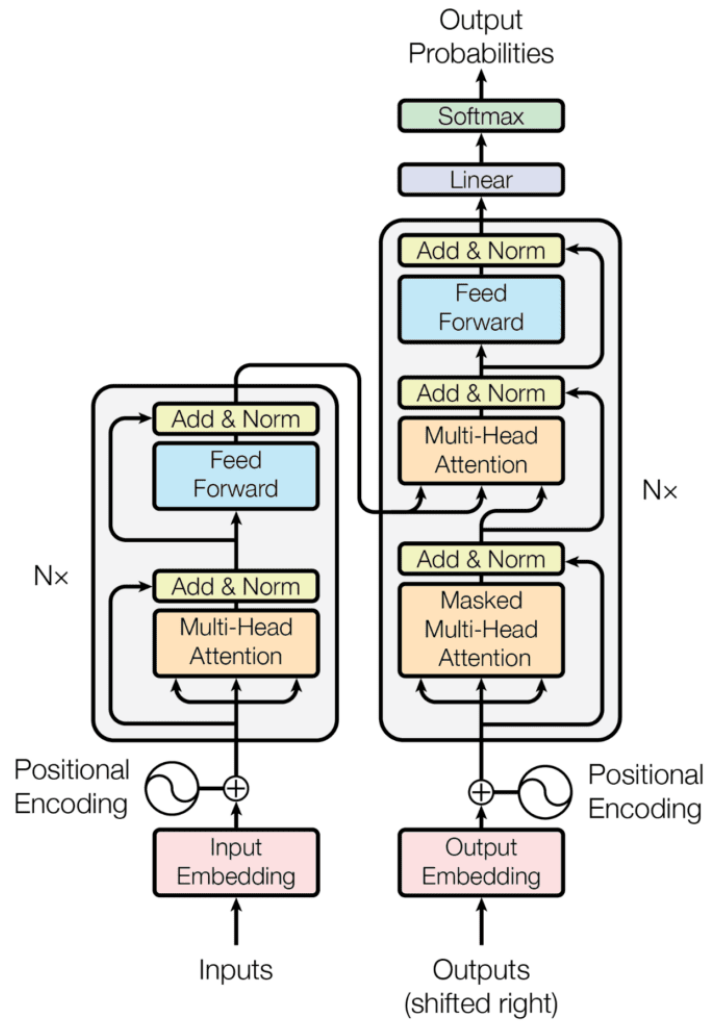 Output
Probabilities
Softmax
Linear
Add & Norm
Feed
Forward
Add & Norm
Multi-Head
Attention
Add & Norm
Masked
Multi-Head
Attention
Nx
Add & Norm
Feed
Forward
Add & Norm
Multi-Head
Attention
Nx
Positional
Encoding
Positional
Encoding
Input
Embedding
Output
Embedding
Inputs
Outputs
(shifted right)